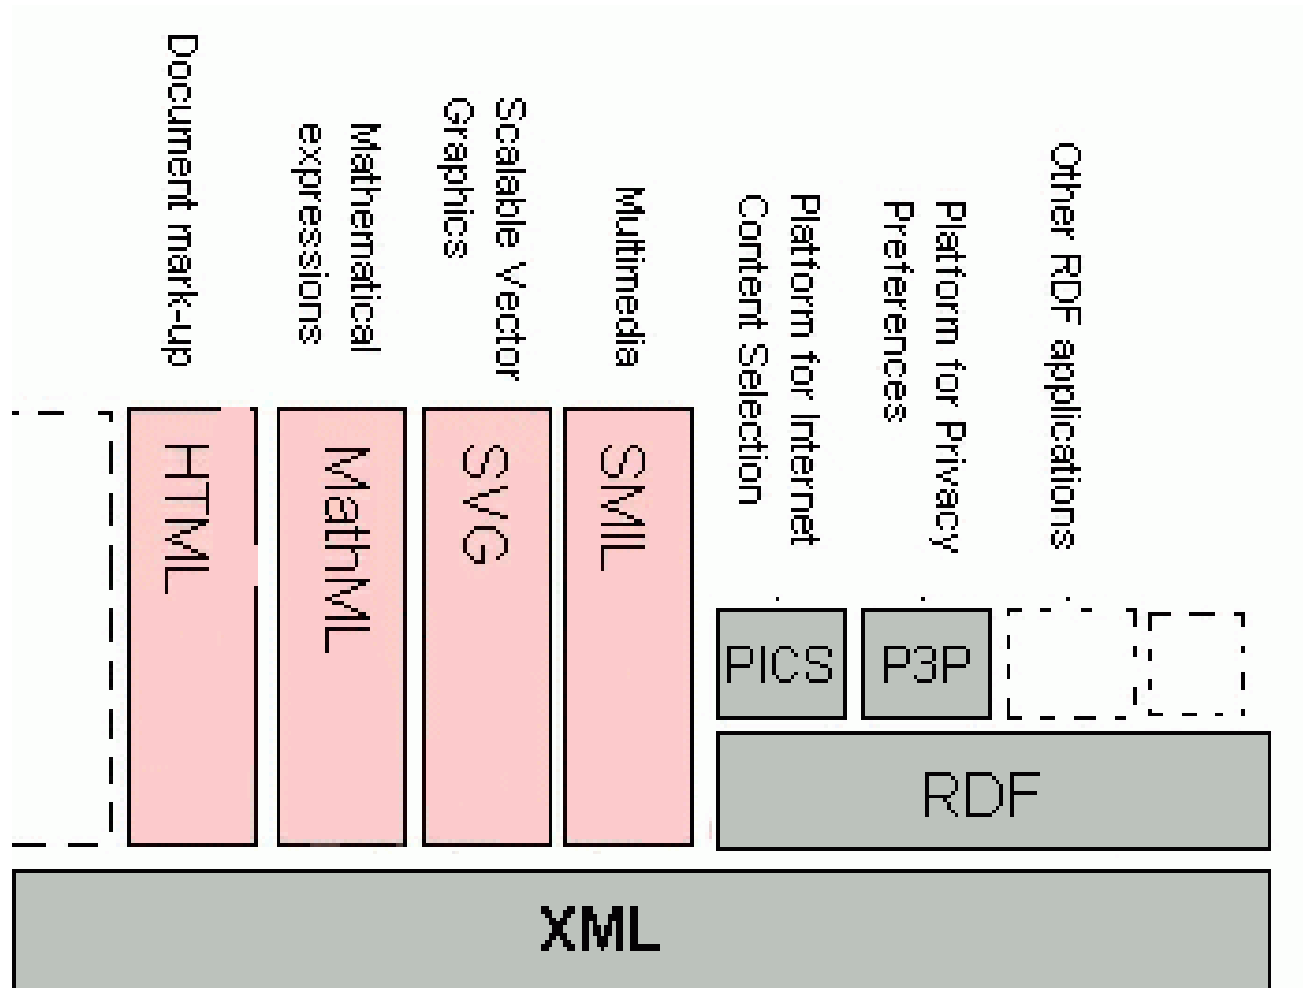 Document mark-up
Mathematical
expressions
Scalable Vector
Graphics
Multimedia
Platform for Internet
Content Selection
Platform for Privacy
Preferences
Other RDF applications
HTML
MathML
SVG
SMIL
PICS
P3P
RDF
XML